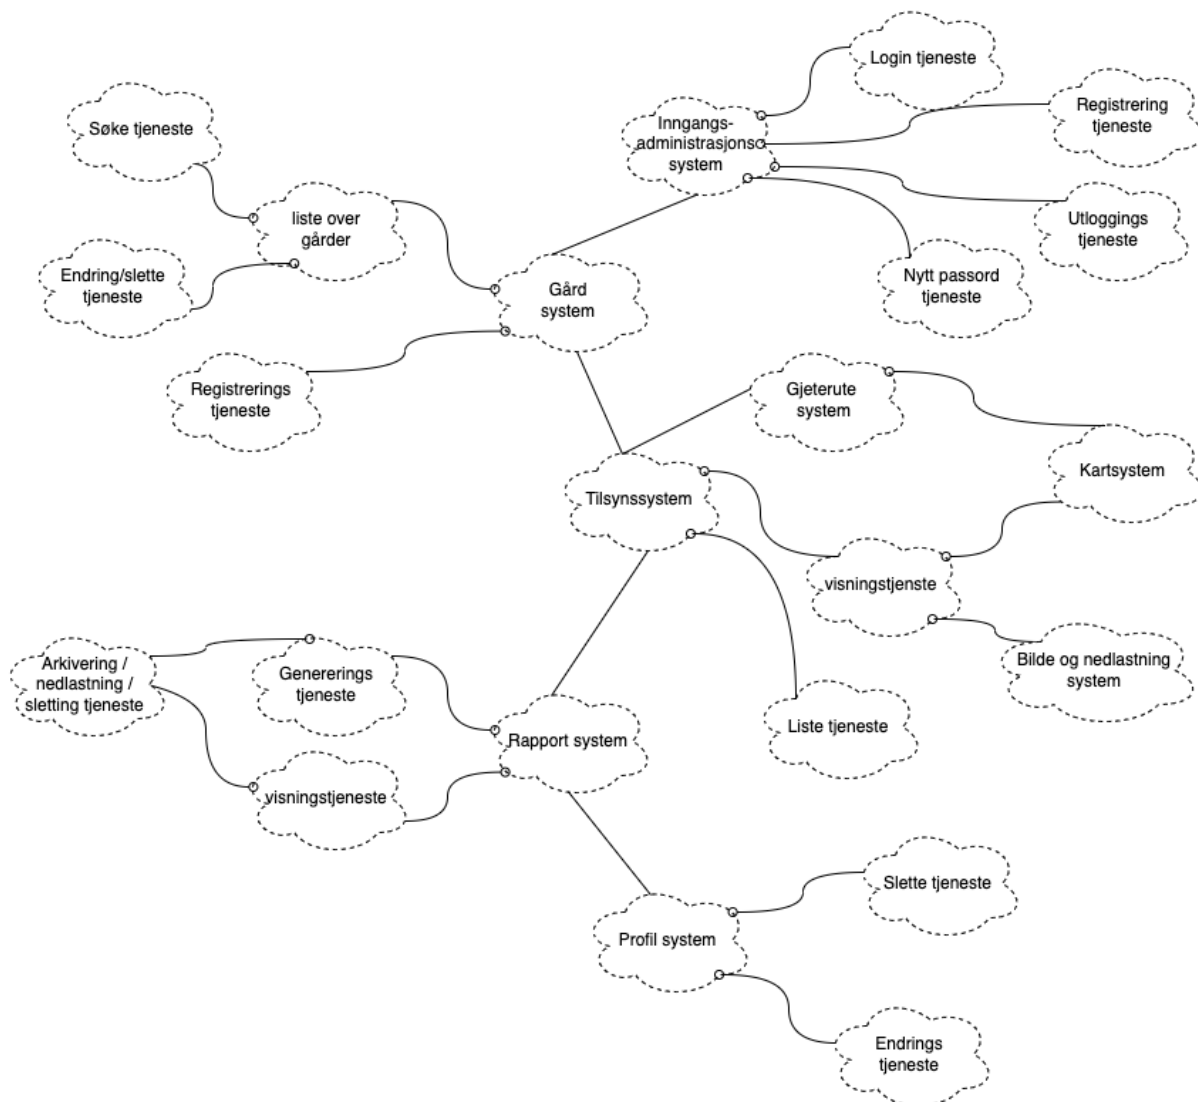 Login tjeneste
Registrering
tjeneste
Inngangs-
administrasjons
system
Søke tjeneste
Utloggings
tjeneste
liste over
gårder
Endring/slette
tjeneste
Nytt passord
tjeneste
Gård
system
Registrerings
tjeneste
Gjeterute
system
Kartsystem
Tilsynssystem
visningstjenste
Bilde og nedlastning
system
Arkivering /
nedlastning /
sletting tjeneste
Genererings
tjeneste
Liste tjeneste
Rapport system
visningstjeneste
Slette tjeneste
Profil system
Endrings
tjeneste